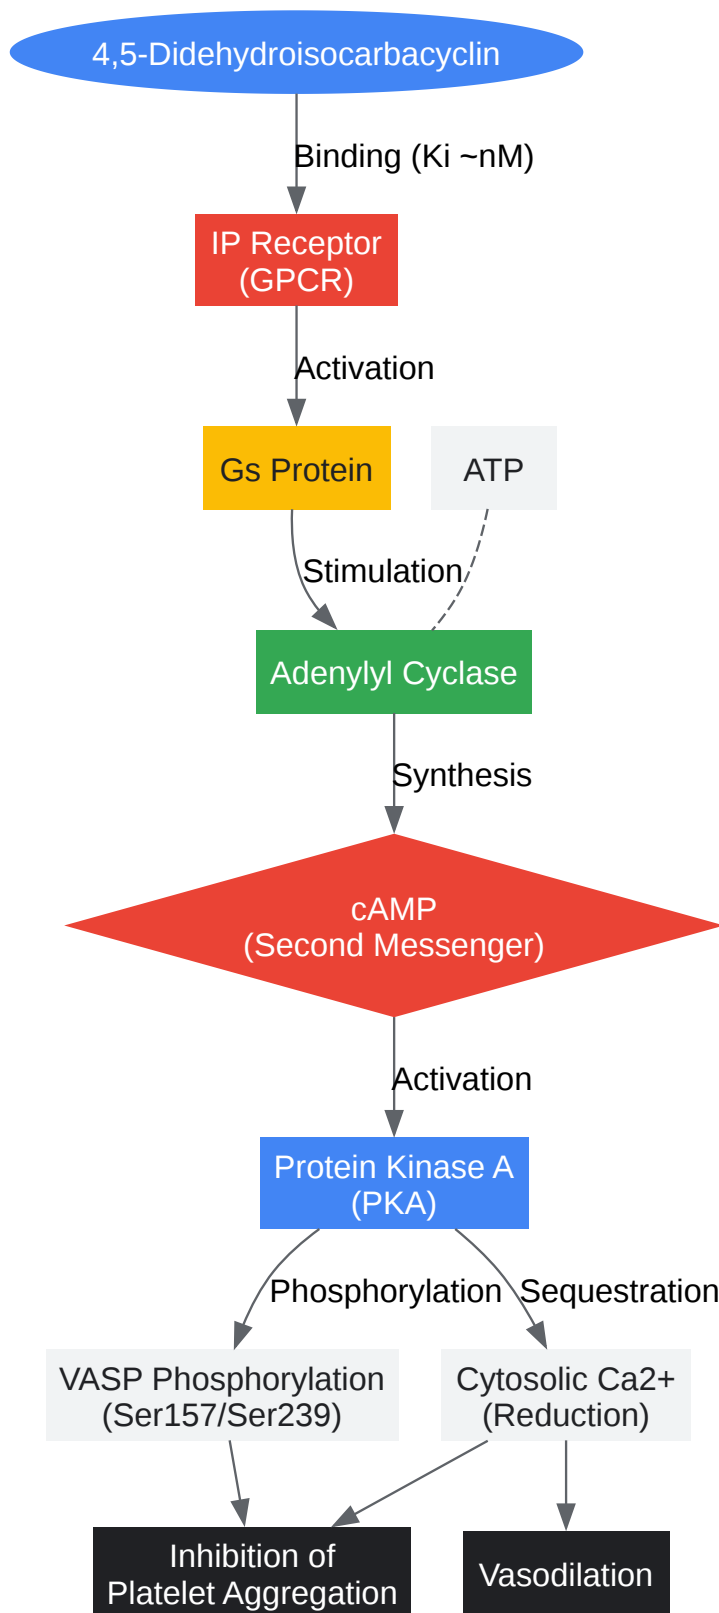 4,5-Didehydroisocarbacyclin
Binding (Ki ~nM)
IP Receptor
(GPCR)
Activation
Gs Protein
ATP
Stimulation
Adenylyl Cyclase
Synthesis
cAMP
(Second Messenger)
Activation
Protein Kinase A
(PKA)
Phosphorylation
Sequestration
VASP Phosphorylation
(Ser157/Ser239)
Cytosolic Ca2+
(Reduction)
Inhibition of
Platelet Aggregation
Vasodilation